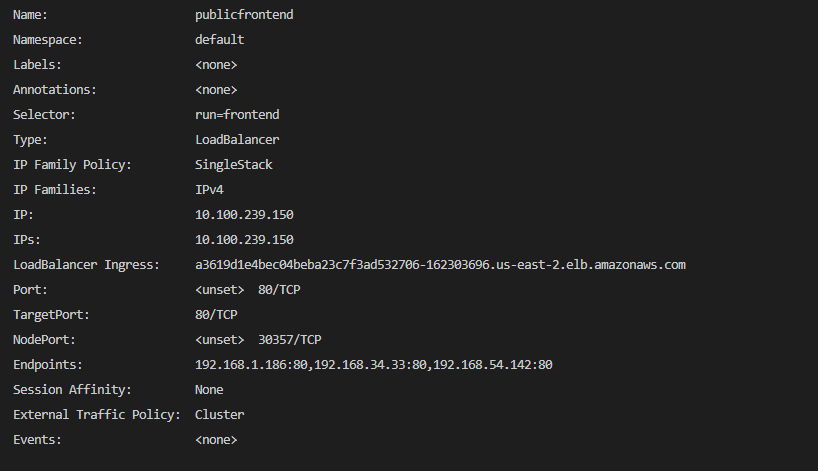 Name: publicfrontend
Namespace: default
Labels: <none>
Annotations: <none>
Selector: run=frontend
Type: LoadBalancer
IP Family Policy: SingleStack
IP Families: IPv4
IP: 10.100.239.150
IPs: 10.100.239.150
LoadBalancer Ingress: a3619d1e4bec04beba23c7f3ad532706-162303696.us-east-2.elb.amazonaws.com
Port: <unset> 80/TCP
TargetPort: 80/TCP
NodePort: <unset> 30357/TCP
Endpoints: 192.168.1.186:80,192.168.34.33:80,192.168.54.142:80
Session Affinity: None
External Traffic Policy: Cluster
Events: <none>